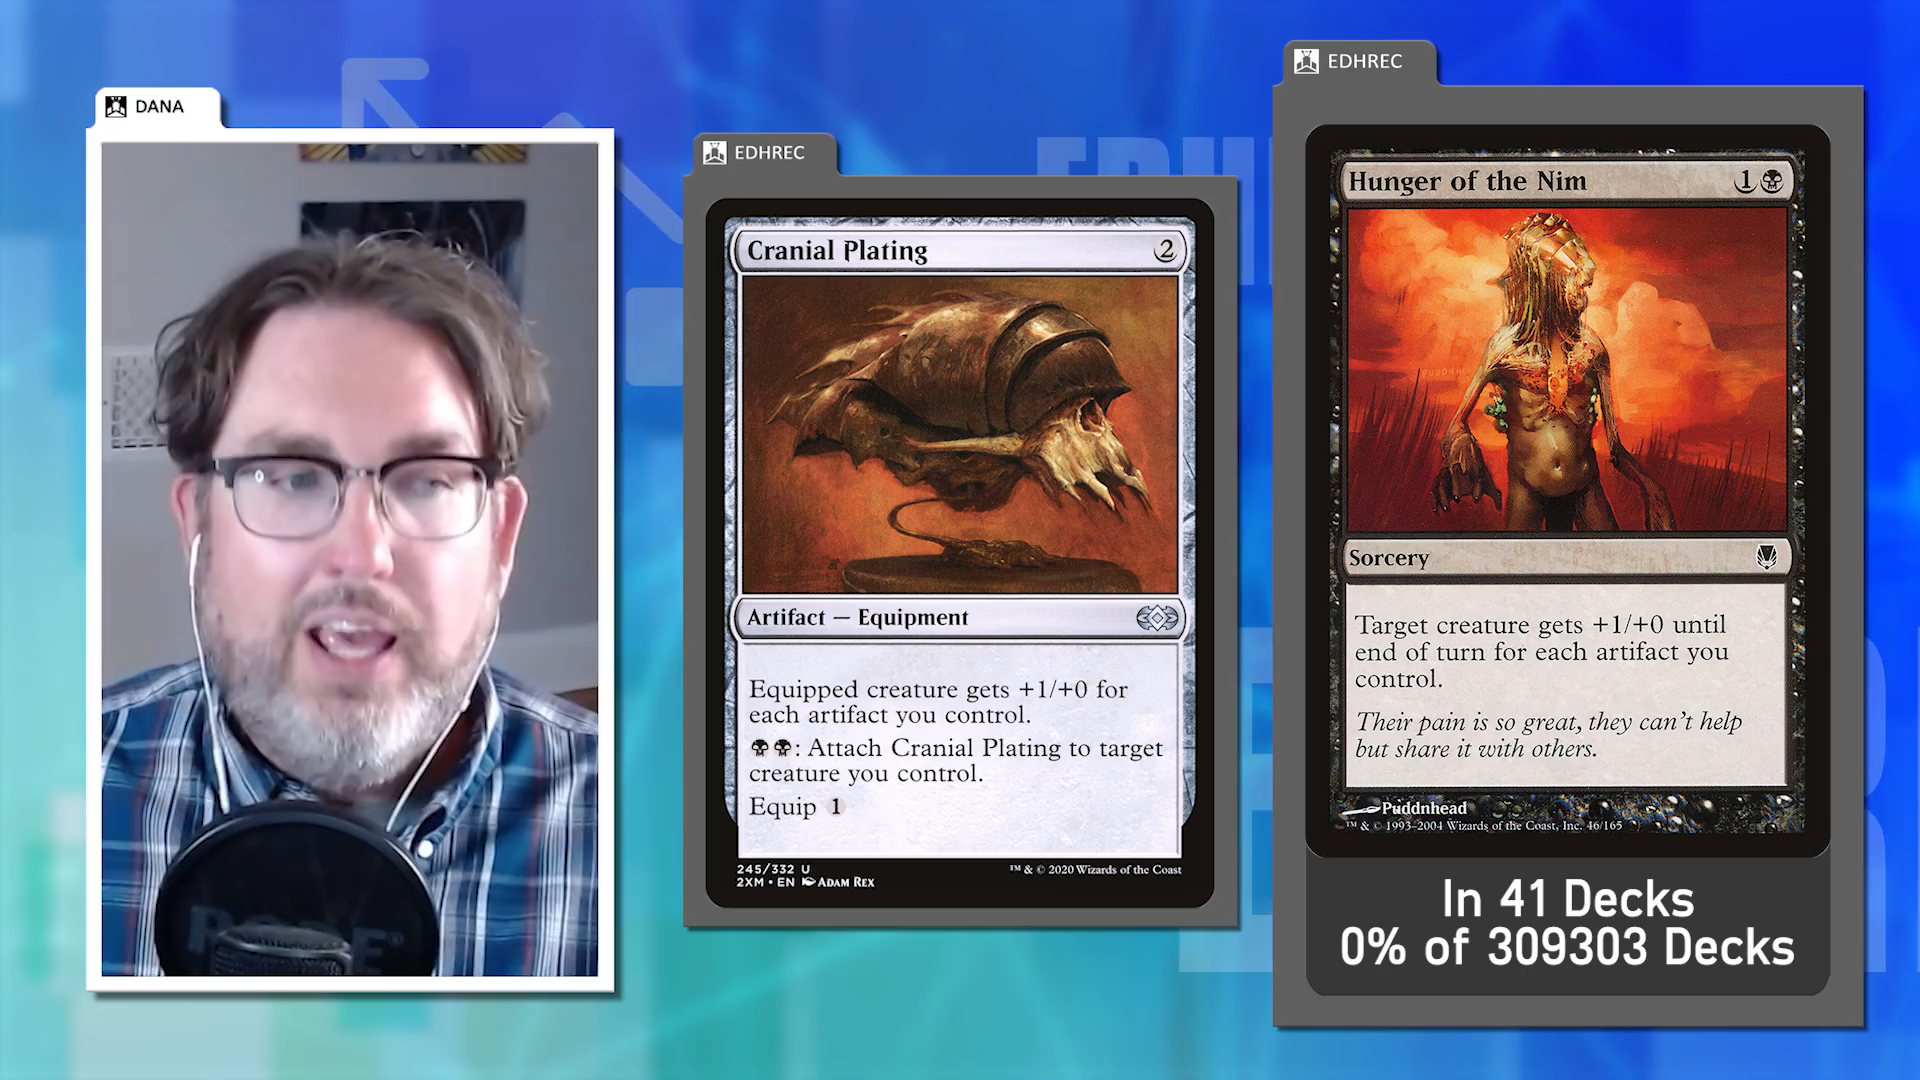 DANA
EDHREC
Cranial Plating 2
Artifact — Equipment
Equipped creature gets +1/+0 for
each artifact you control.
: Attach Cranial Plating to target
creature you control.
Equip 1
245/332 U
2XM • EN ADAM REX
™ & © 2020 Wizards of the Coast
EDHREC
Hunger of the Nim 1
Sorcery
Target creature gets +1/+0 until
end of turn for each artifact you
control.
Their pain is so great, they can't help
but share it with others.
Puddnhead
™ & © 1993–2004 Wizards of the Coast, Inc. 46/165
In 41 Decks
0% of 309303 Decks